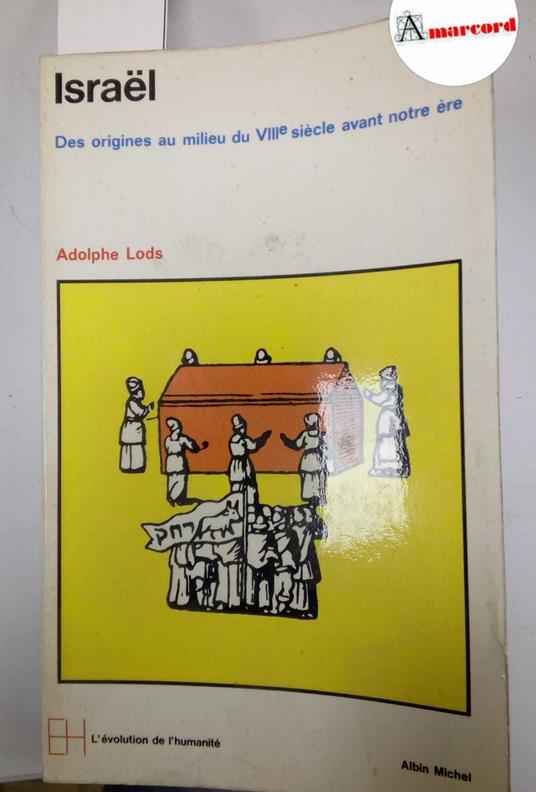 Amarcord
Israël
Des origines au milieu du VIIIe siècle avant notre ère
Adolphe Lods
EH
L'évolution de l'humanité
Albin Michel